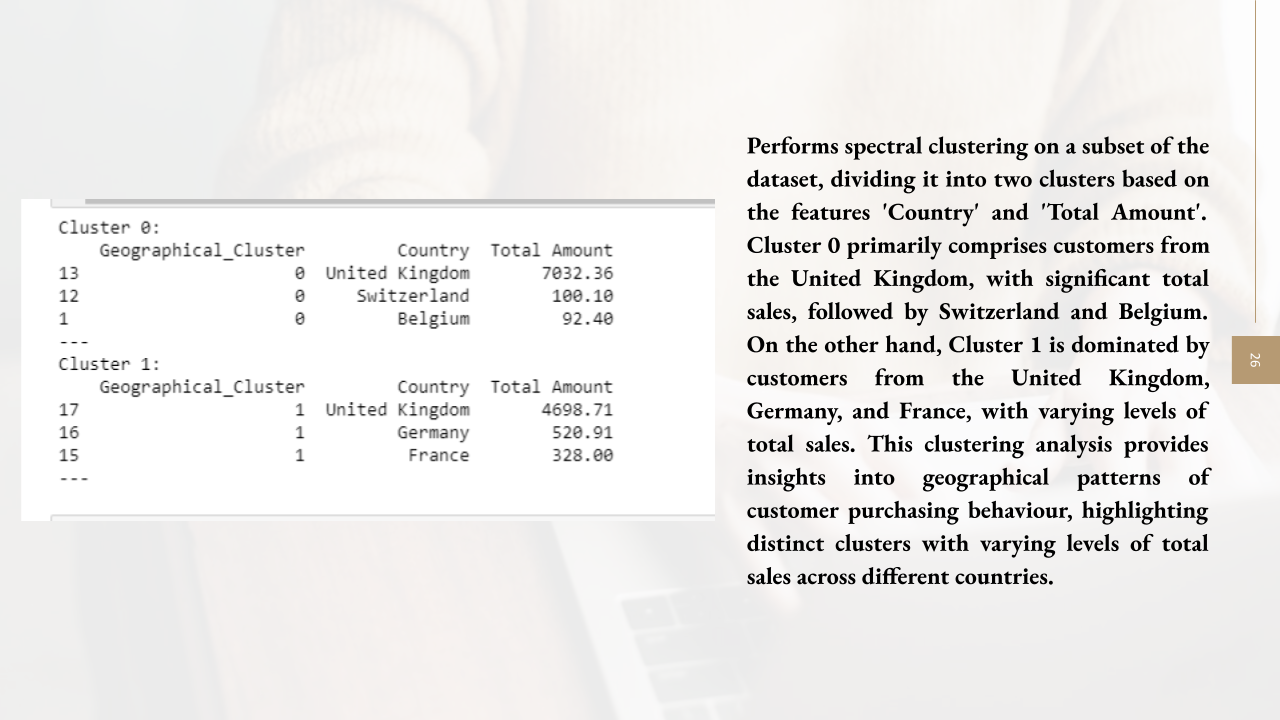 Cluster 0:
Geographical_Cluster Country Total Amount
13 0 United Kingdom 7032.36
12 0 Switzerland 100.10
1 0 Belgium 92.40
---
Cluster 1:
Geographical_Cluster Country Total Amount
17 1 United Kingdom 4698.71
16 1 Germany 520.91
15 1 France 328.00
---
Performs spectral clustering on a subset of the
dataset, dividing it into two clusters based on
the features 'Country' and 'Total Amount'.
Cluster 0 primarily comprises customers from
the United Kingdom, with significant total
sales, followed by Switzerland and Belgium.
On the other hand, Cluster 1 is dominated by
customers from the United Kingdom,
Germany, and France, with varying levels of
total sales. This clustering analysis provides
insights into geographical patterns of
customer purchasing behaviour, highlighting
distinct clusters with varying levels of total
sales across different countries.
26